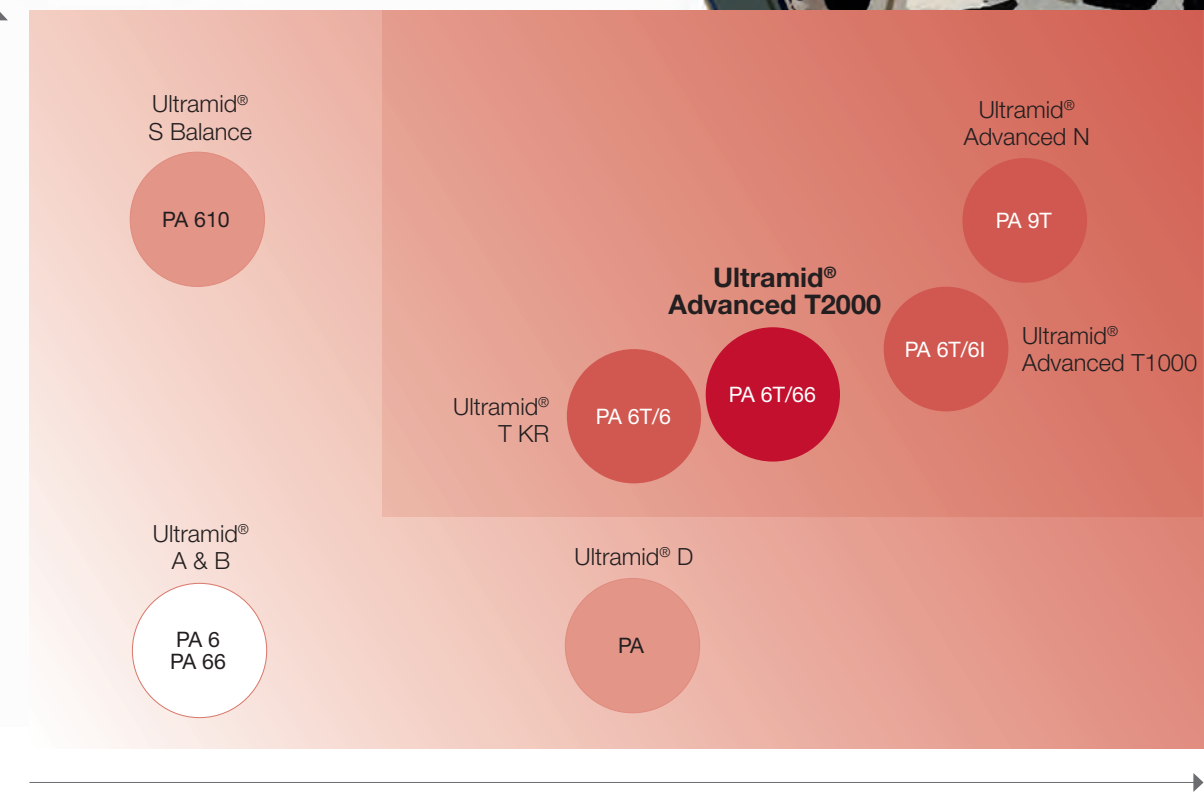 Ultramid®
S Balance
PA 610
Ultramid®
Advanced N
PA 9T
Ultramid®
Advanced T2000
PA 6T/66
PA 6T/6I
Ultramid®
Advanced T1000
Ultramid®
T KR
PA 6T/6
Ultramid®
A & B
PA 6
PA 66
Ultramid® D
PA